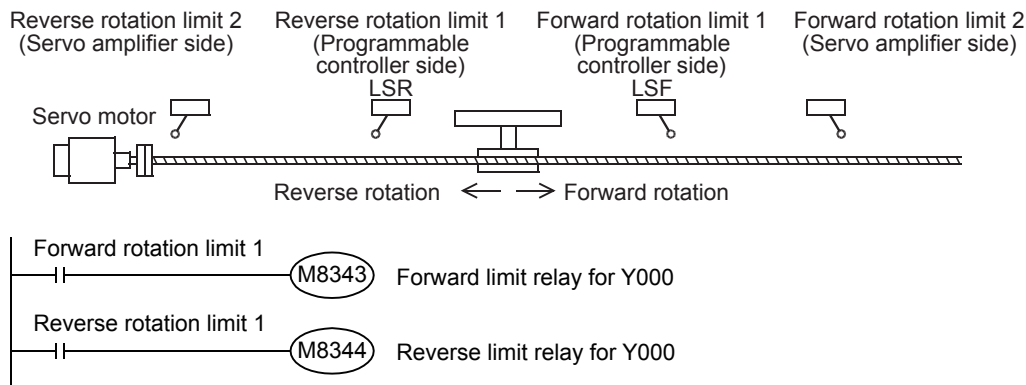 Reverse rotation limit 2
(Servo amplifier side)
Reverse rotation limit 1
(Programmable
controller side)
LSR
Forward rotation limit 1
(Programmable
controller side)
LSF
Forward rotation limit 2
(Servo amplifier side)
Servo motor
Reverse rotation
Forward rotation
Forward rotation limit 1
M8343
Forward limit relay for Y000
Reverse rotation limit 1
M8344
Reverse limit relay for Y000